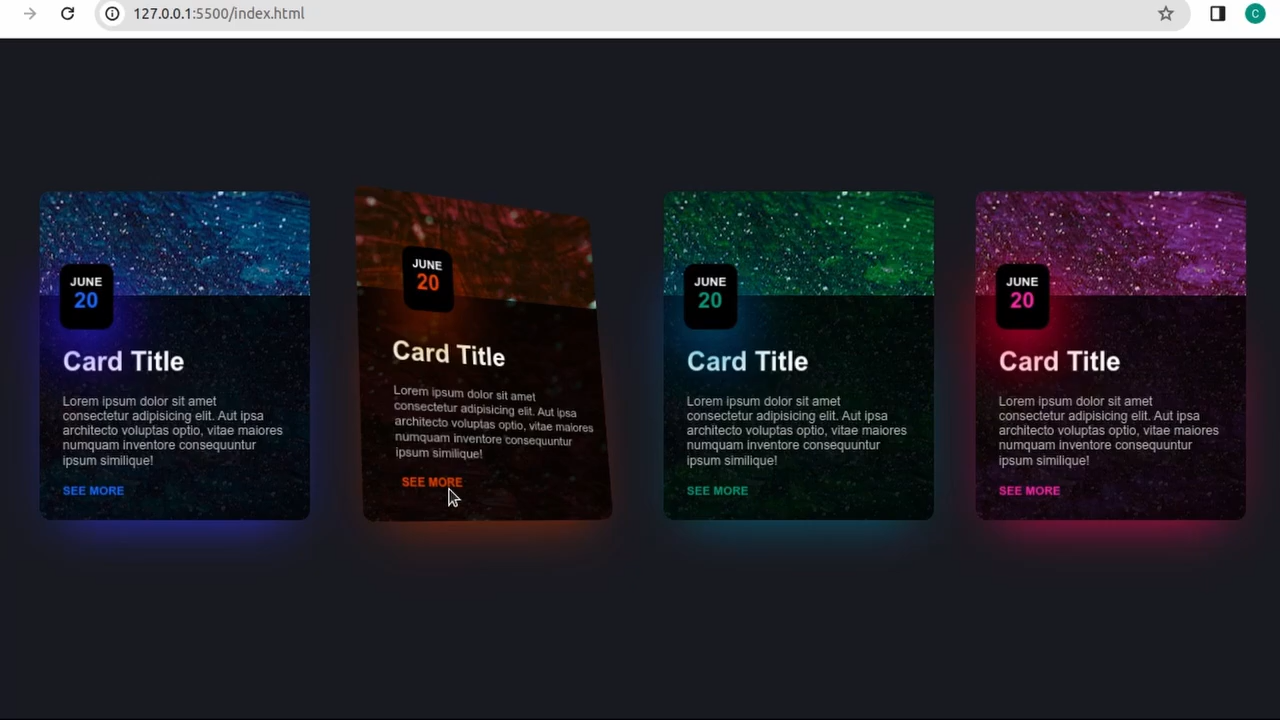 127.0.0.1:5500/index.html
C
JUNE
20
Card Title
Lorem ipsum dolor sit amet
consectetur adipisicing elit. Aut ipsa
architecto voluptas optio, vitae maiores
numquam inventore consequuntur
ipsum similique!
SEE MORE
JUNE
20
Card Title
Lorem ipsum dolor sit amet
consectetur adipisicing elit. Aut ipsa
architecto voluptas optio, vitae maiores
numquam inventore consequuntur
ipsum similique!
SEE MORE
JUNE
20
Card Title
Lorem ipsum dolor sit amet
consectetur adipisicing elit. Aut ipsa
architecto voluptas optio, vitae maiores
numquam inventore consequuntur
ipsum similique!
SEE MORE
JUNE
20
Card Title
Lorem ipsum dolor sit amet
consectetur adipisicing elit. Aut ipsa
architecto voluptas optio, vitae maiores
numquam inventore consequuntur
ipsum similique!
SEE MORE